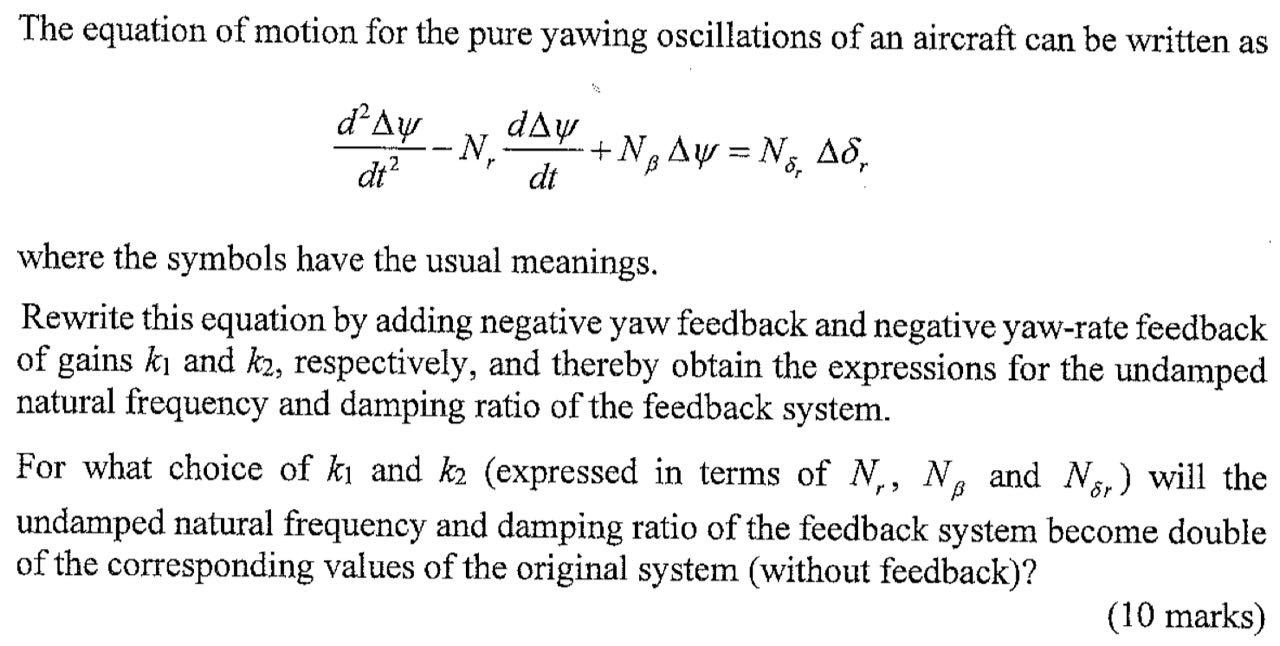 The equation of motion for the pure yawing oscillations of an aircraft can be written as
d²Δψ/dt² − N_r dΔψ/dt + N_β Δψ = N_δr Δδ_r
where the symbols have the usual meanings.
Rewrite this equation by adding negative yaw feedback and negative yaw-rate feedback
of gains k₁ and k₂, respectively, and thereby obtain the expressions for the undamped
natural frequency and damping ratio of the feedback system.
For what choice of k₁ and k₂ (expressed in terms of N_r, N_β and N_δr) will the
undamped natural frequency and damping ratio of the feedback system become double
of the corresponding values of the original system (without feedback)?
(10 marks)